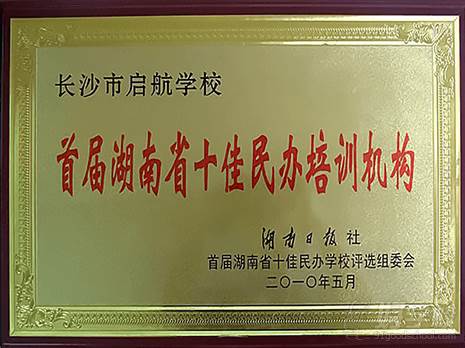 长沙市启航学校
首届湖南省十佳民办培训机构
湖南日报社
首届湖南省十佳民办学校评选组委会
二〇一〇年五月